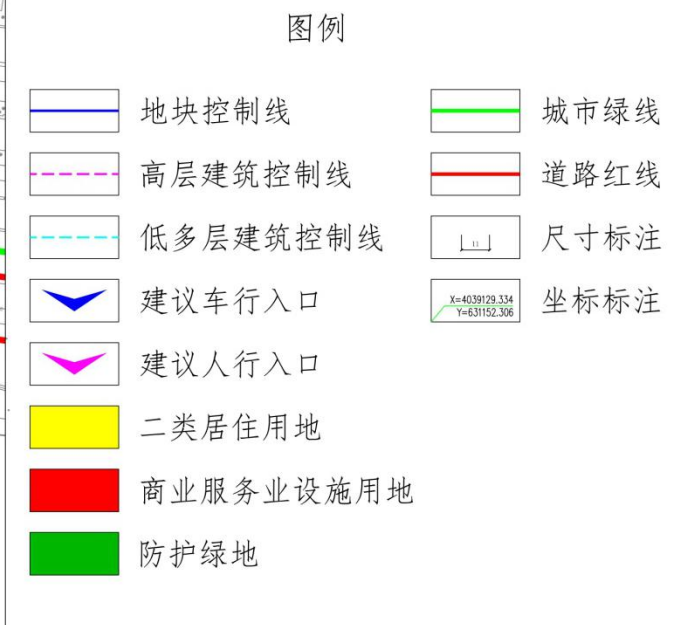 图例
地块控制线
城市绿线
高层建筑控制线
道路红线
低多层建筑控制线
11
尺寸标注
建议车行入口
X=4039129.334
Y=631152.306
坐标标注
建议人行入口
二类居住用地
商业服务业设施用地
防护绿地